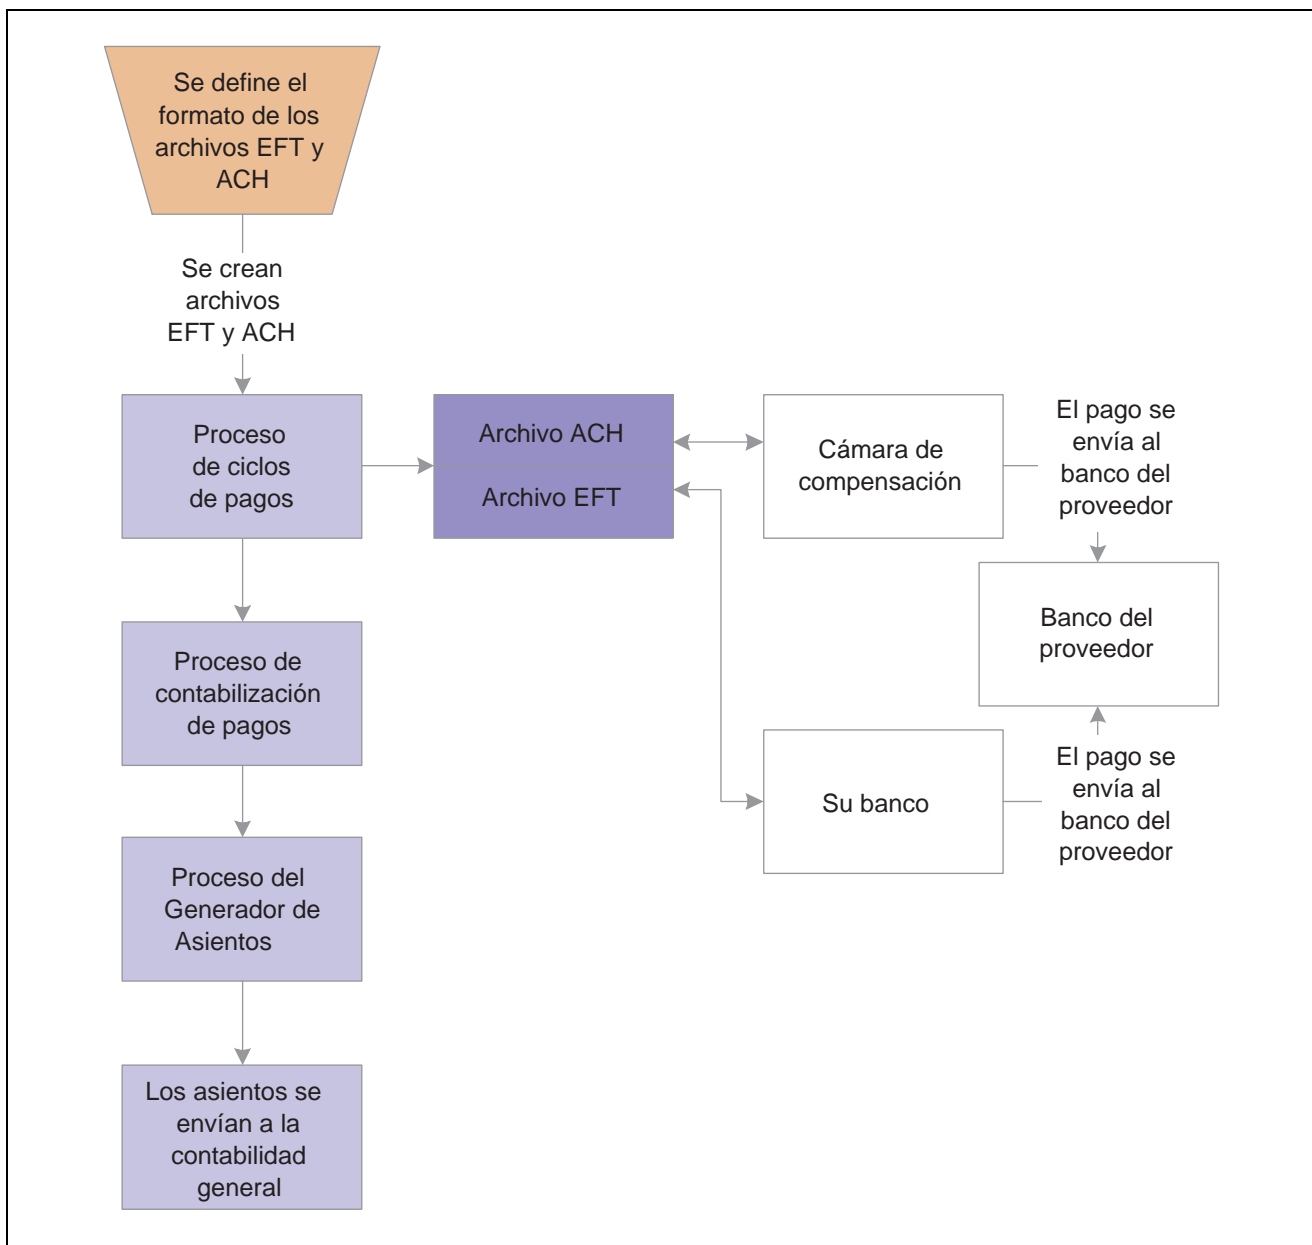 Se define el
formato de los
archivos EFT y
ACH
Se crean
archivos
EFT y ACH
Proceso
de ciclos
de pagos
Archivo ACH
Archivo EFT
Cámara de
compensación
El pago se
envía al
banco del
proveedor
Banco del
proveedor
Proceso de
contabilización
de pagos
Su banco
El pago se
envía al
banco del
proveedor
Proceso del
Generador de
Asientos
Los asientos se
envían a la
contabilidad
general